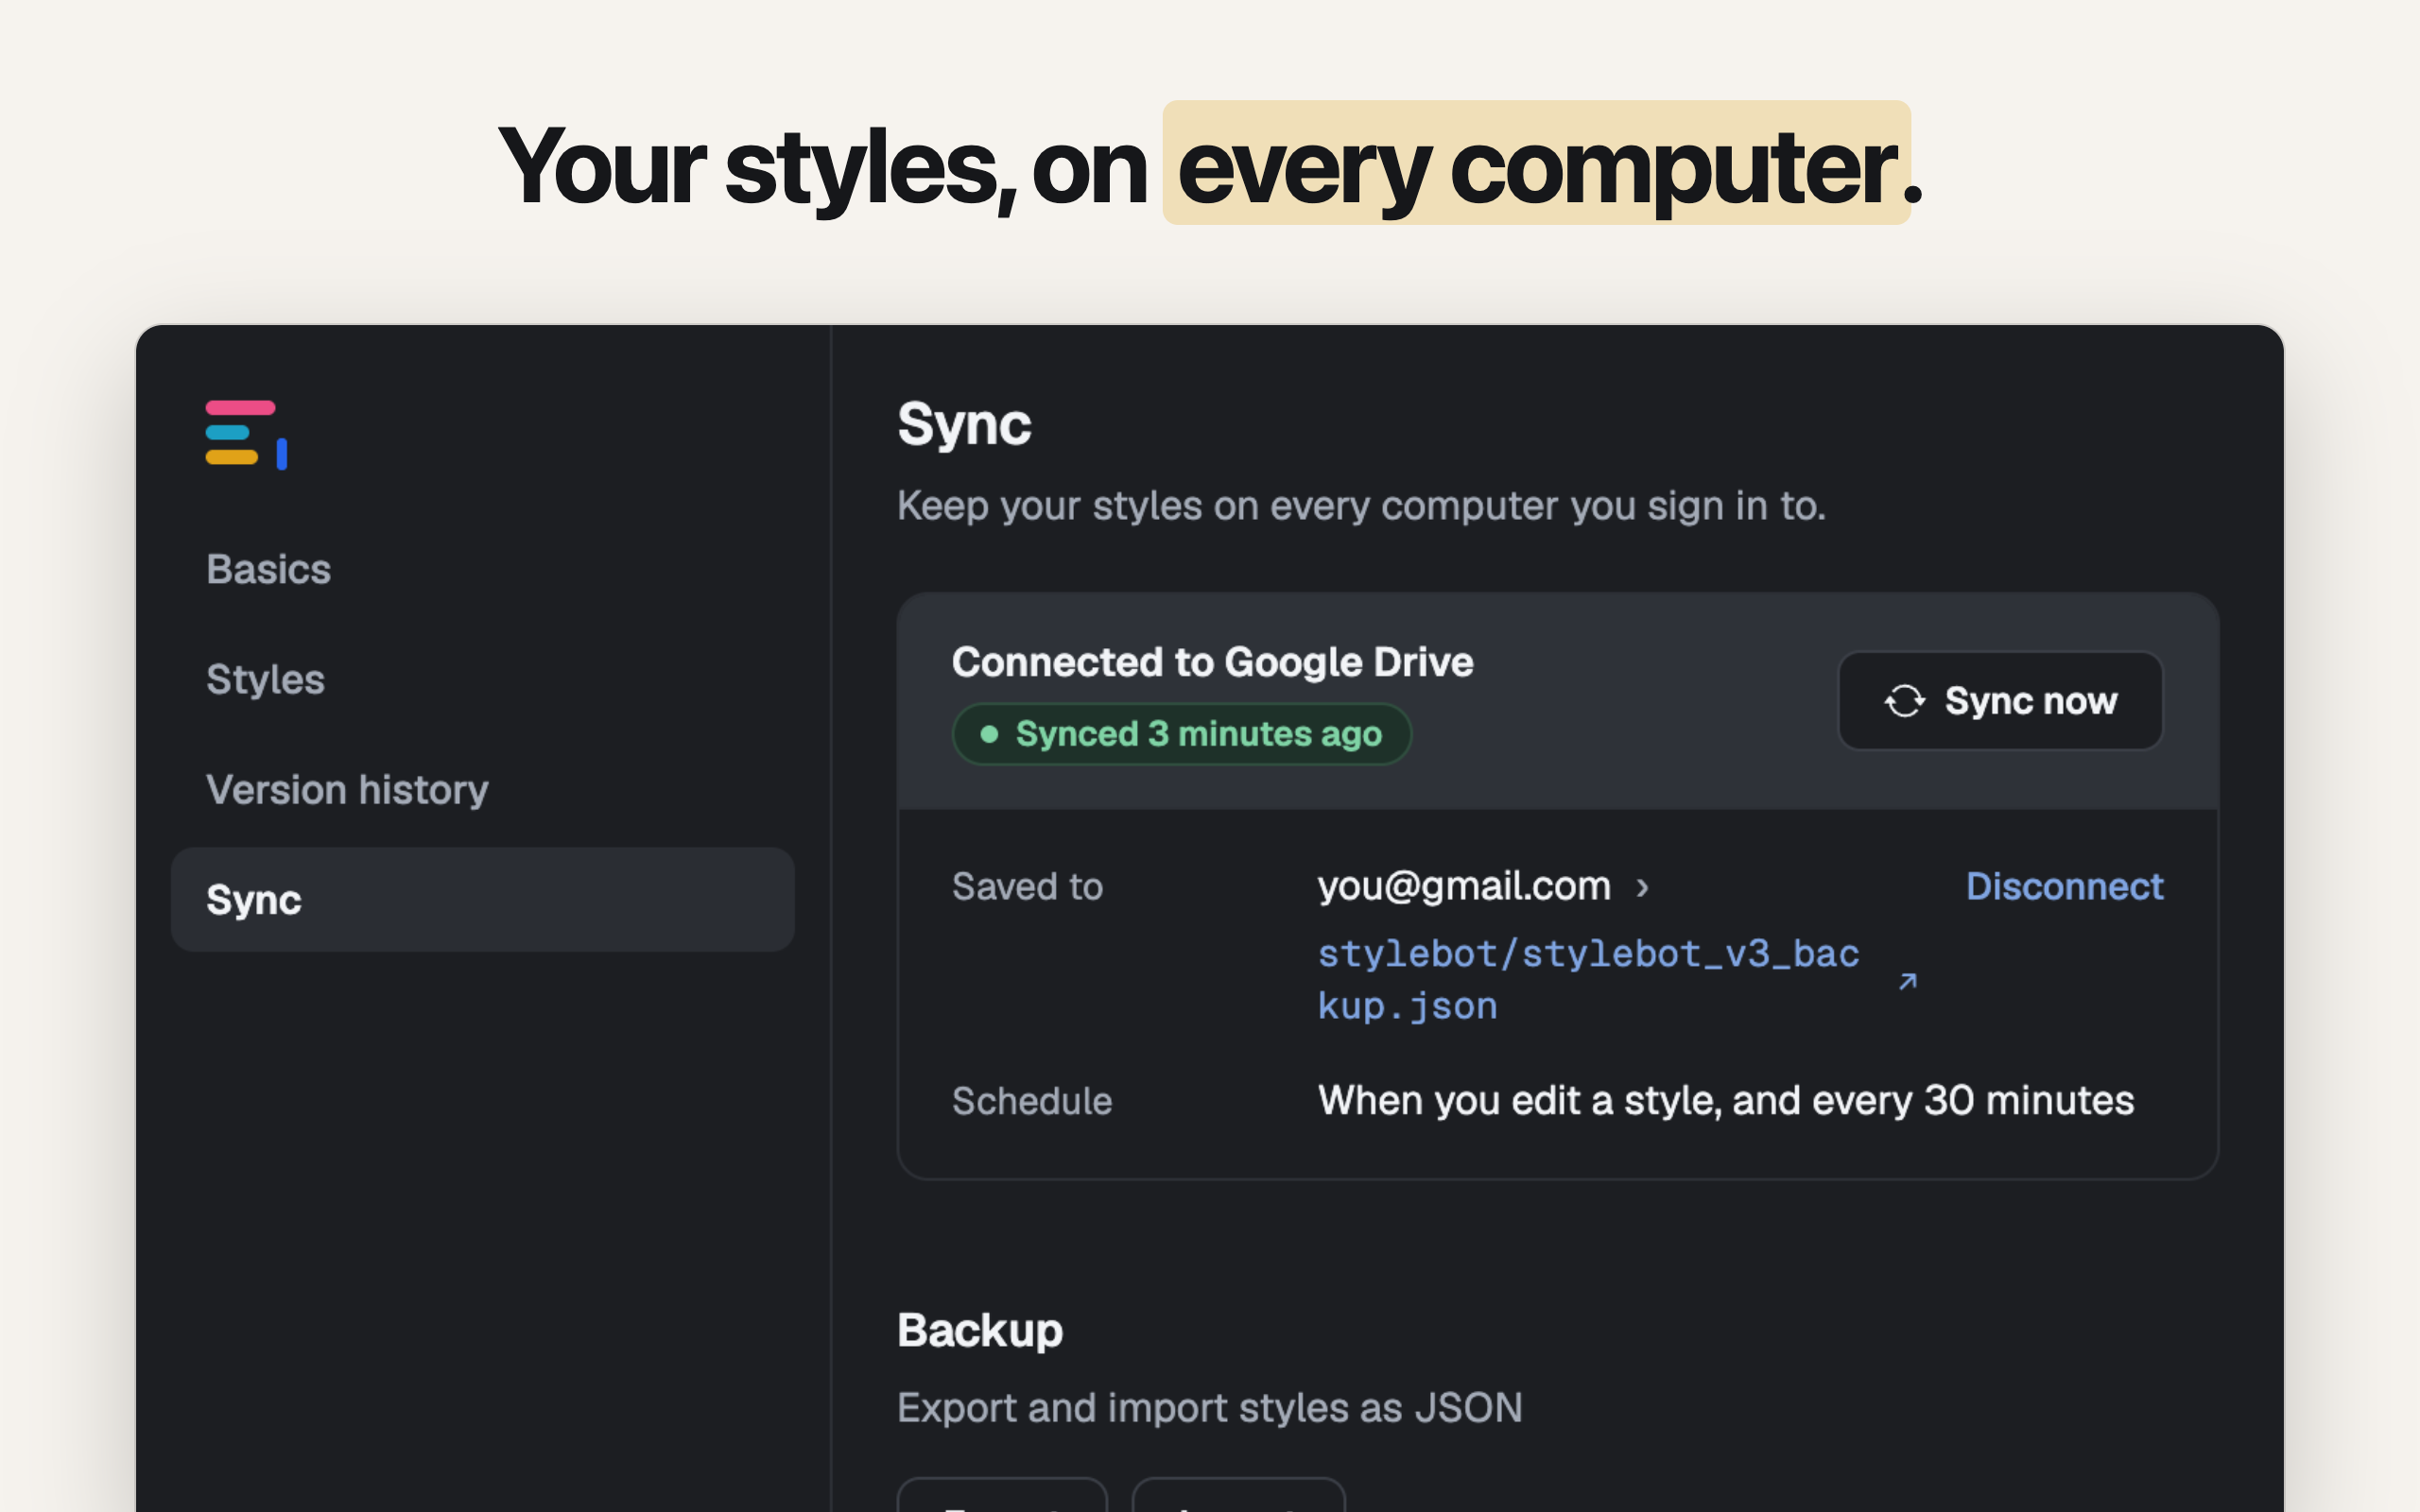 Your styles, on every computer.
Basics
Styles
Version history
Sync
Sync
Keep your styles on every computer you sign in to.
Connected to Google Drive
Synced 3 minutes ago
Sync now
Saved to
you@gmail.com ›
Disconnect
stylebot/stylebot_v3_bac
kup.json ↗
Schedule
When you edit a style, and every 30 minutes
Backup
Export and import styles as JSON